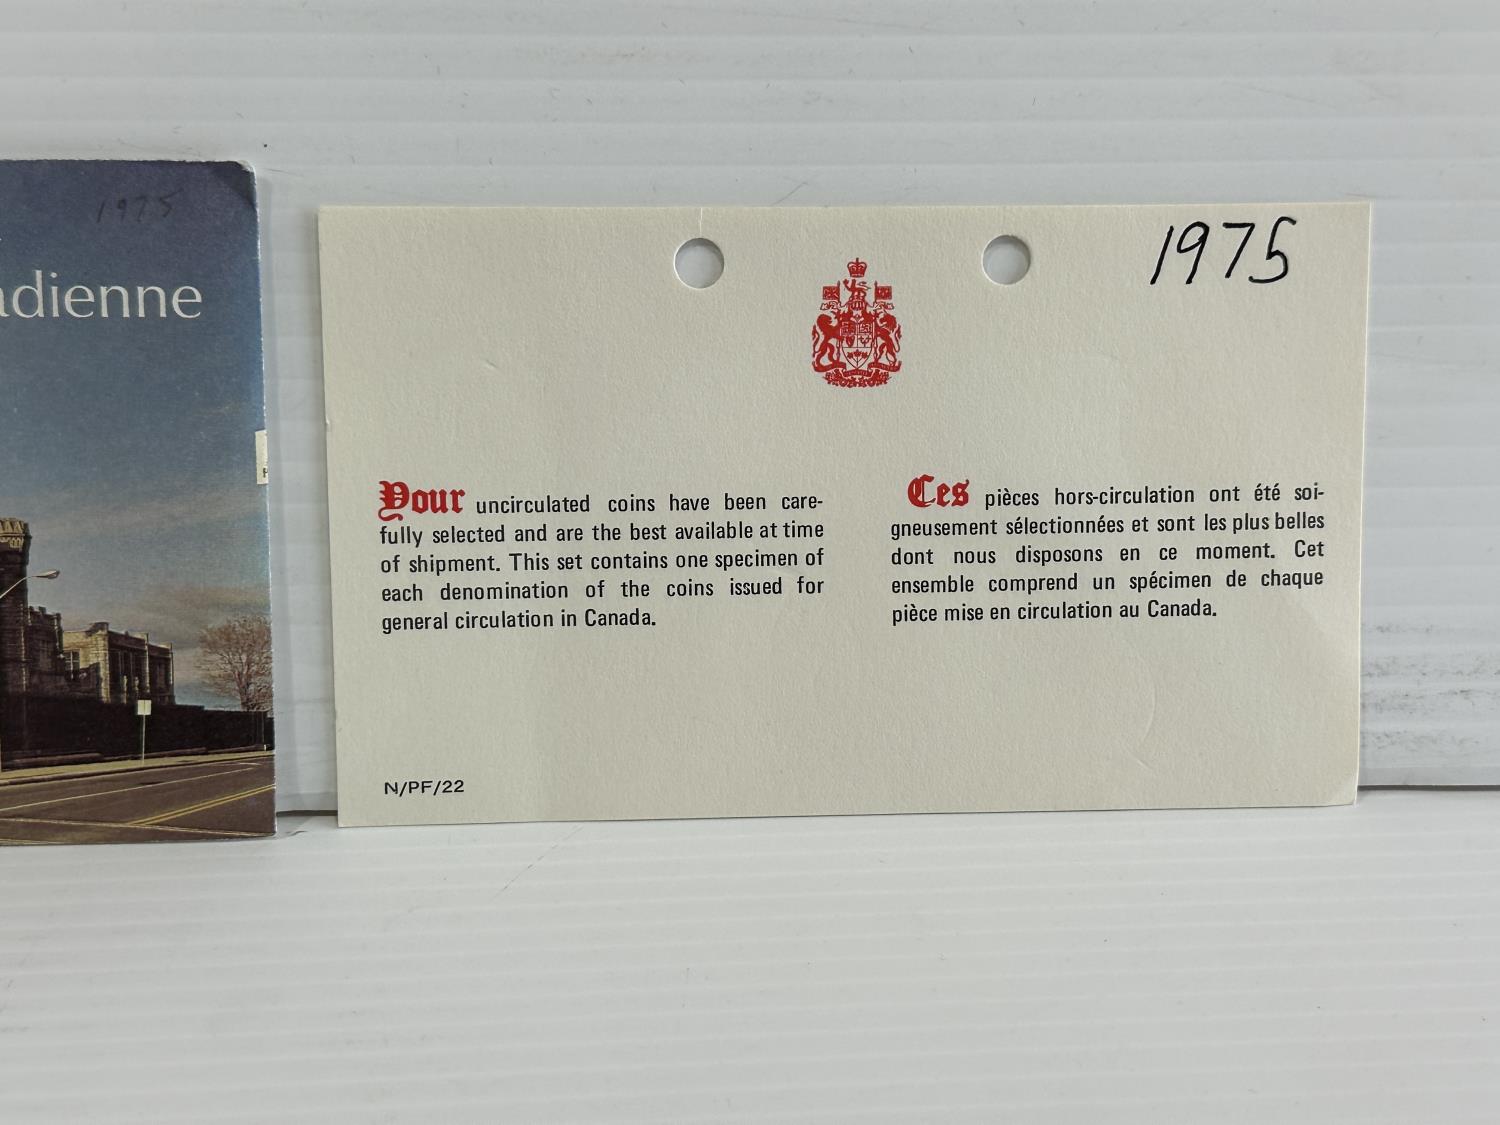 1975
adienne
1975
Your uncirculated coins have been care-
fully selected and are the best available at time
of shipment. This set contains one specimen of
each denomination of the coins issued for
general circulation in Canada.
Ces pièces hors-circulation ont été soi-
gneusement sélectionnées et sont les plus belles
dont nous disposons en ce moment. Cet
ensemble comprend un spécimen de chaque
pièce mise en circulation au Canada.
N/PF/22